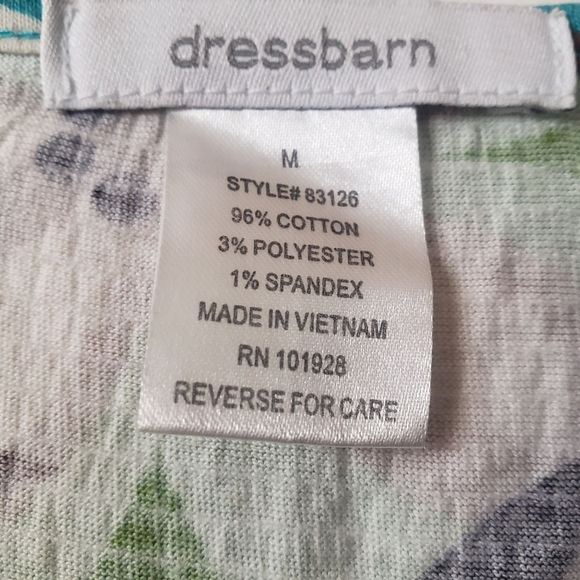 dressbarn
M
STYLE# 83126
96% COTTON
3% POLYESTER
1% SPANDEX
MADE IN VIETNAM
RN 101928
REVERSE FOR CARE